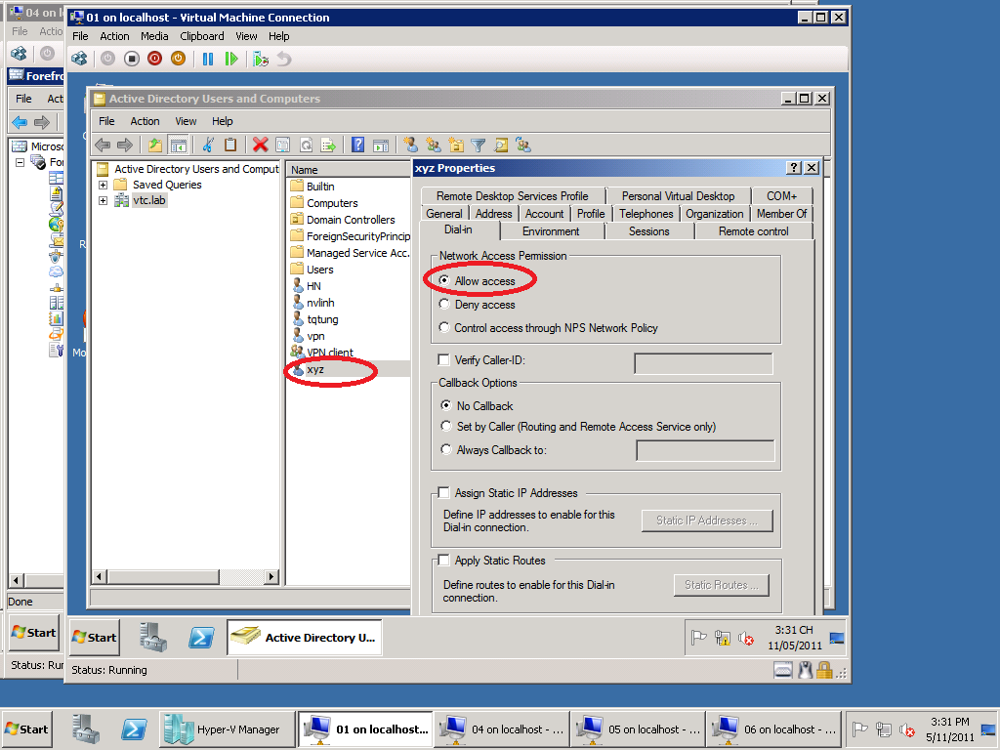 04 on lo
01 on localhost - Virtual Machine Connection
File Action
File Action Media Clipboard View Help
Forefro
File Act
Microso
For
Active Directory Users and Computers
File Action View Help
Active Directory Users and Comput
Saved Queries
vtc.lab
Name
Builtin
Computers
Domain Controllers
ForeignSecurityPrincip
Managed Service Acc.
Users
HN
nvlinh
tqtung
vpn
VPN client
xyz
xyz Properties
Remote Desktop Services Profile Personal Virtual Desktop COM+
General Address Account Profile Telephones Organization Member Of
Dial-in Environment Sessions Remote control
Network Access Permission
Allow access
Deny access
Control access through NPS Network Policy
Verify Caller-ID:
Callback Options
No Callback
Set by Caller (Routing and Remote Access Service only)
Always Callback to:
Assign Static IP Addresses
Define IP addresses to enable for this
Dial-in connection.
Static IP Addresses ...
Apply Static Routes
Define routes to enable for this Dial-in
connection.
Static Routes ...
Mo
Done
Start
Status: Rur
Start
Active Directory U...
3:31 CH
11/05/2011
Status: Running
Start
Hyper-V Manager
01 on localhost...
04 on localhost - ...
05 on localhost - ...
06 on localhost - ...
3:31 PM
5/11/2011